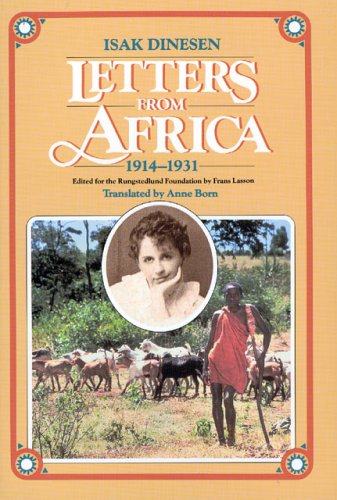 ISAK DINESEN
LETTERS
FROM
AFRICA
1914–1931
Edited for the Rungstedlund Foundation by Frans Lasson
Translated by Anne Born